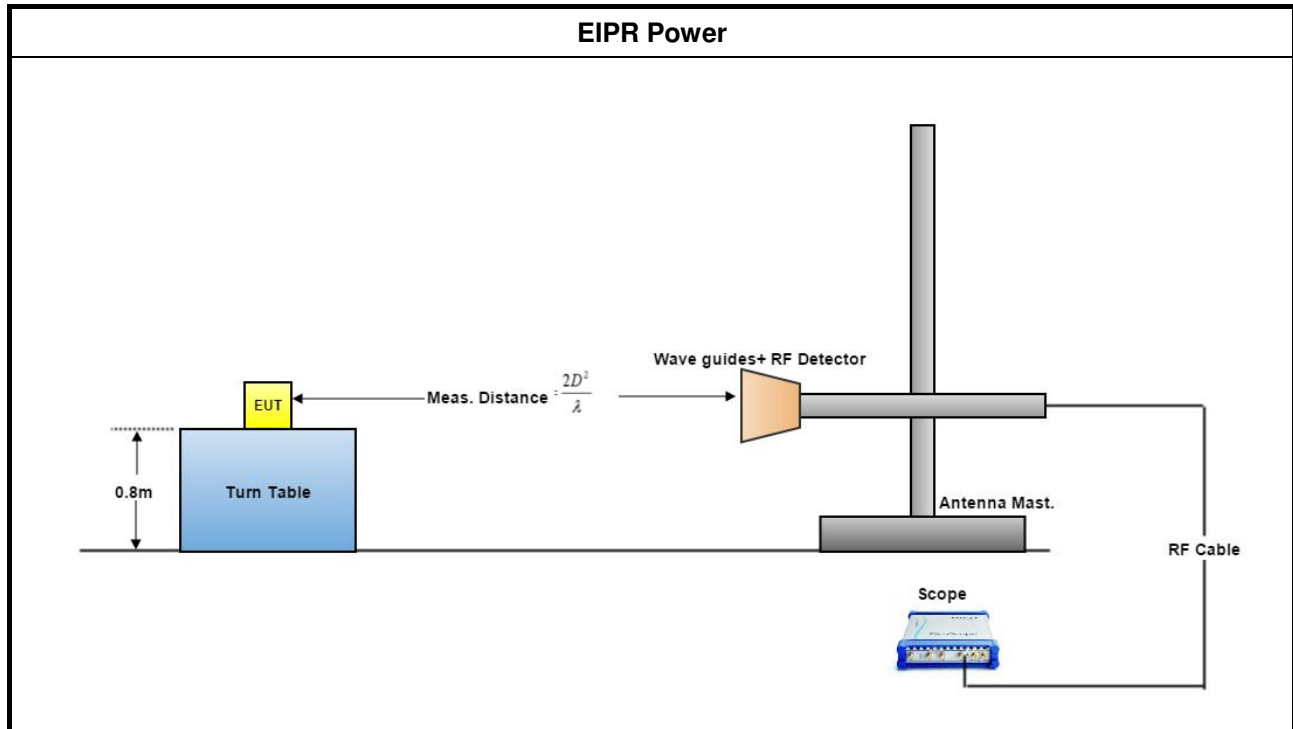 EIPR Power
Wave guides+ RF Detector
EUT
Meas. Distance = 2D² / λ
0.8m
Turn Table
Antenna Mast.
RF Cable
Scope